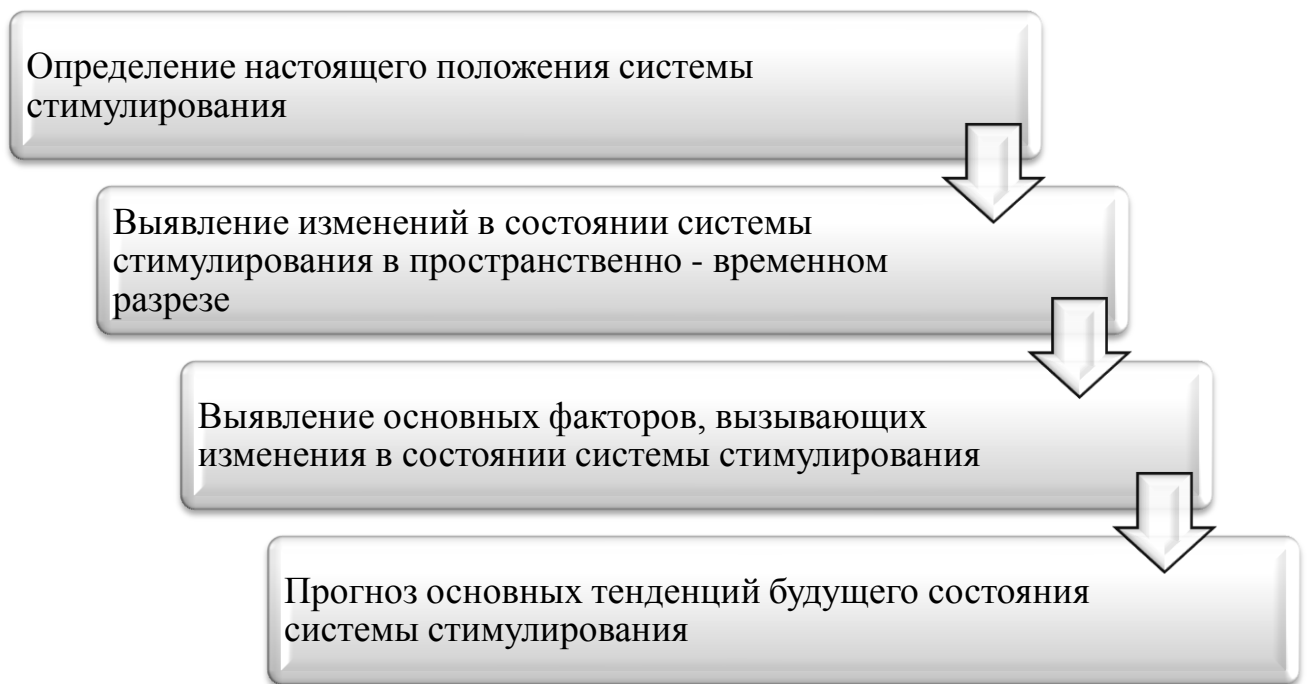 Определение настоящего положения системы
стимулирования
Выявление изменений в состоянии системы
стимулирования в пространственно - временном
разрезе
Выявление основных факторов, вызывающих
изменения в состоянии системы стимулирования
Прогноз основных тенденций будущего состояния
системы стимулирования